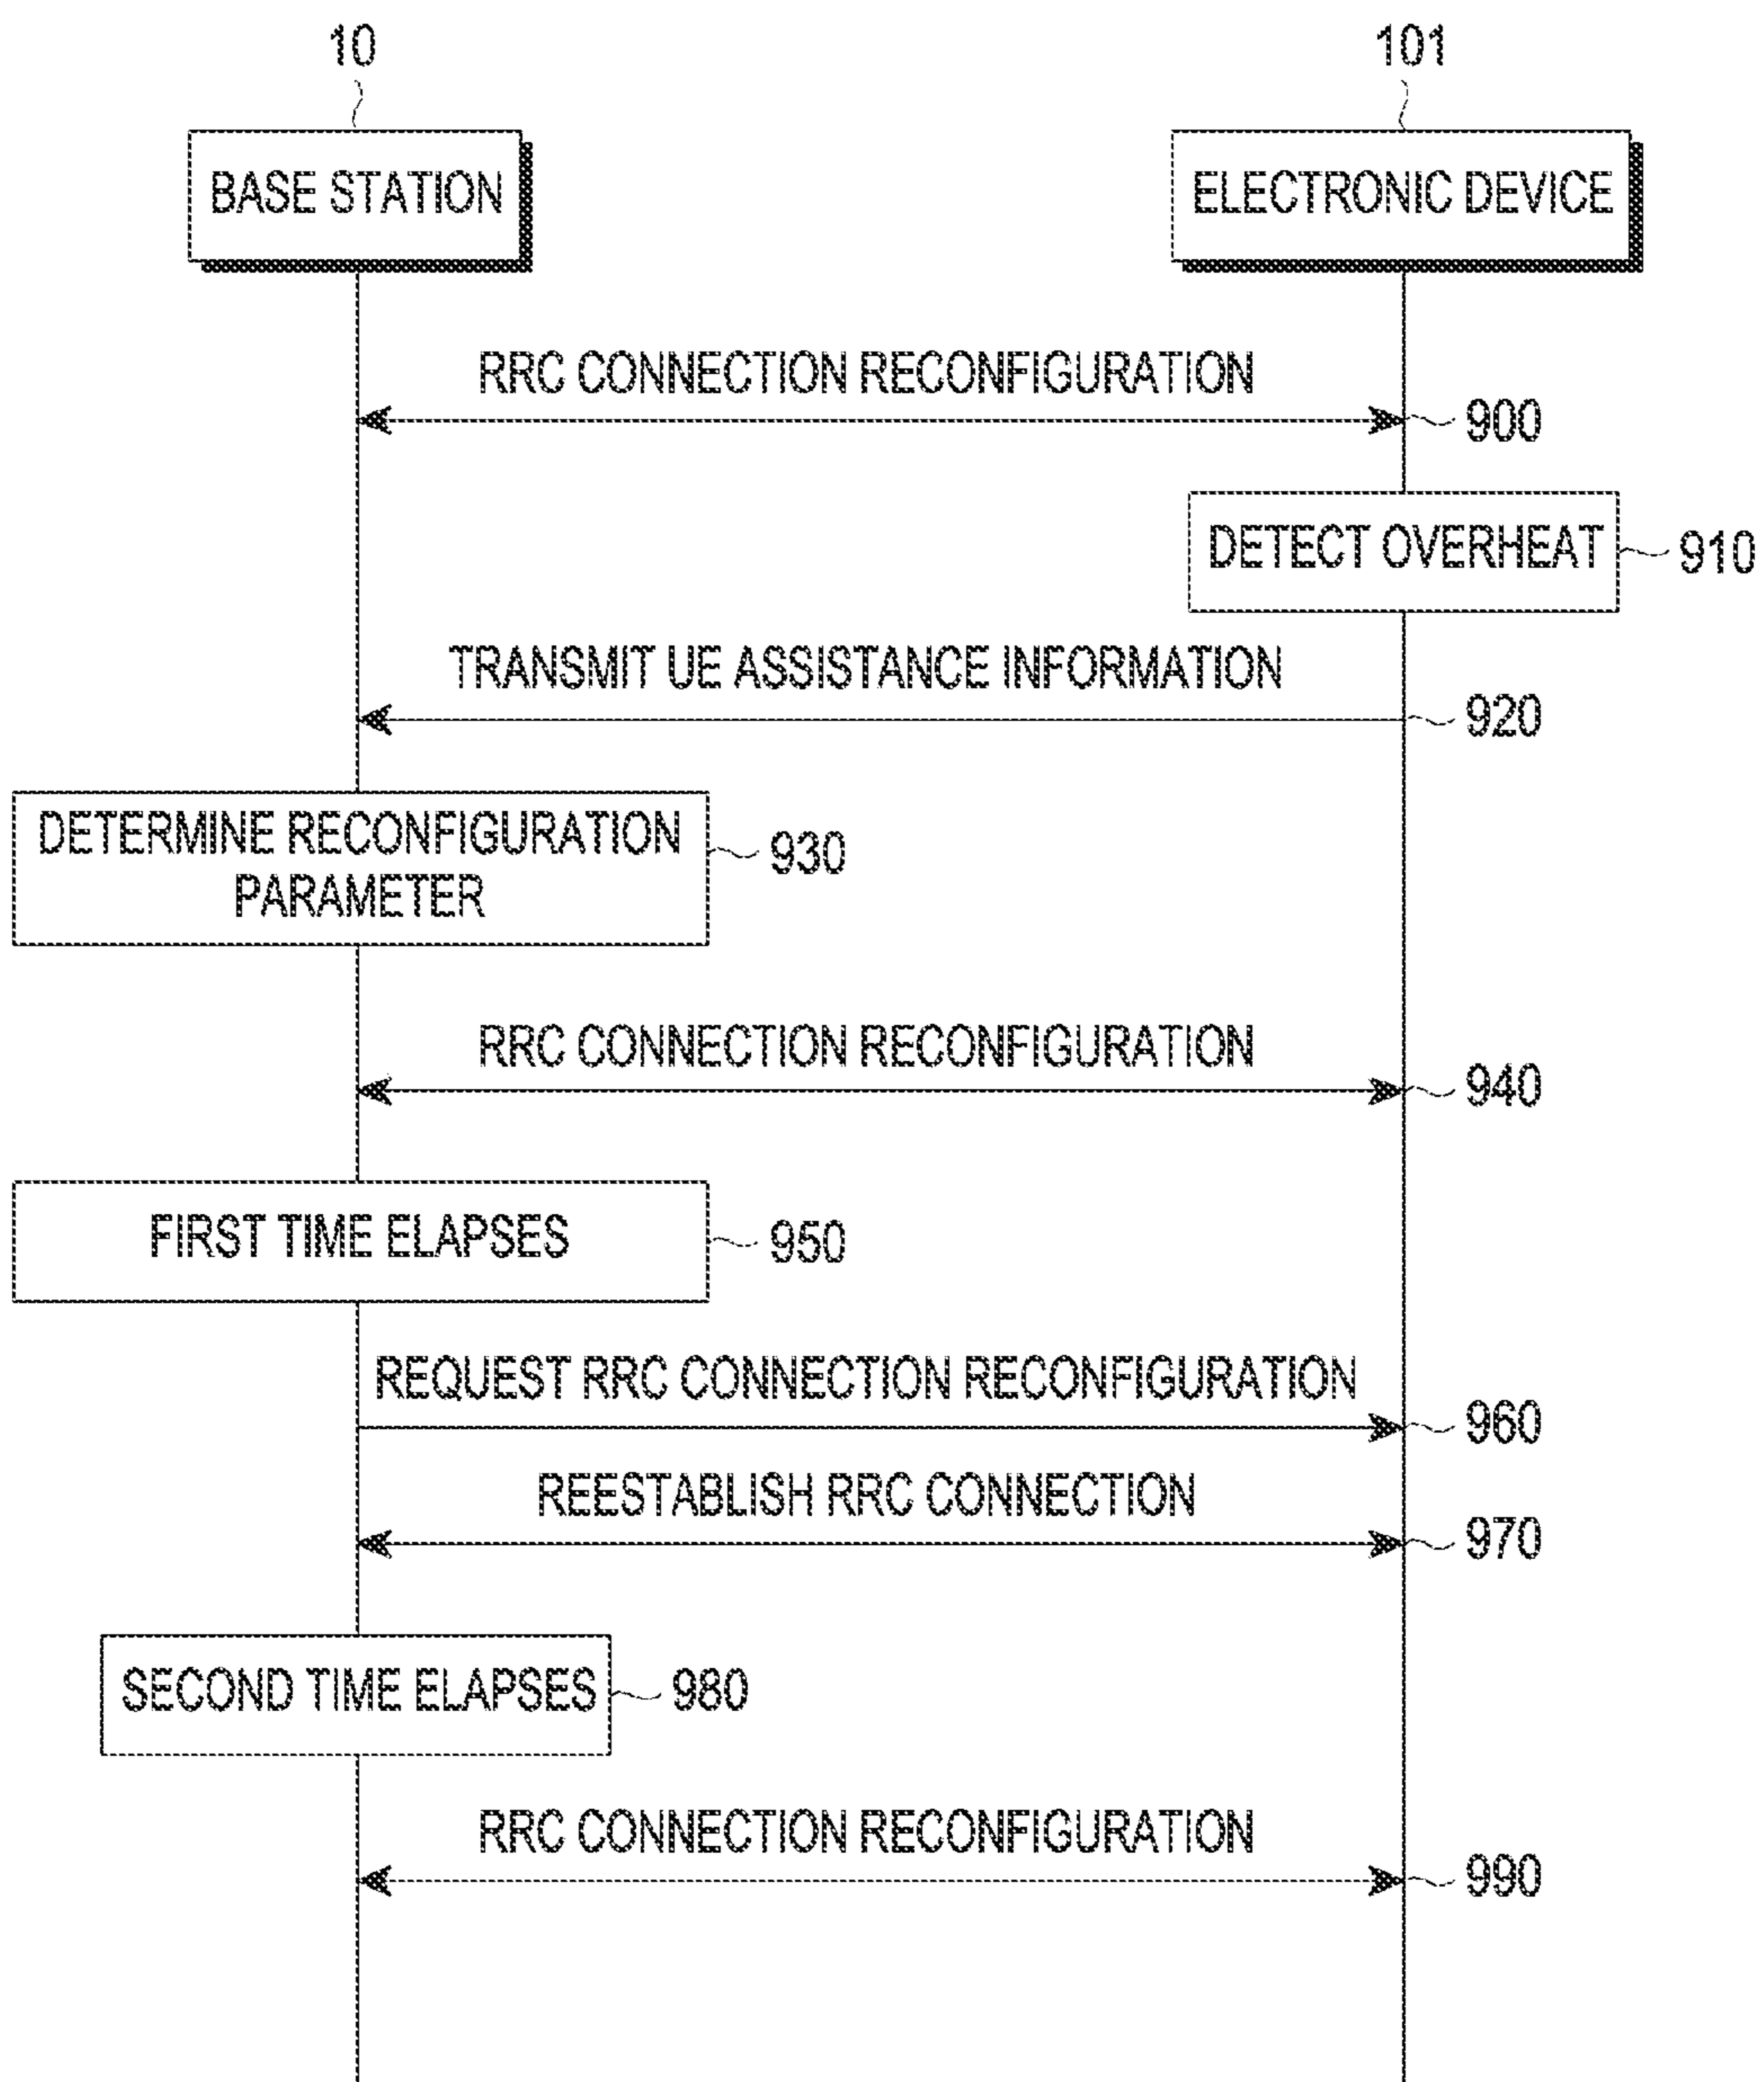 10
101
BASE STATION
ELECTRONIC DEVICE
RRC CONNECTION RECONFIGURATION
900
DETECT OVERHEAT
910
TRANSMIT UE ASSISTANCE INFORMATION
920
DETERMINE RECONFIGURATION
PARAMETER
930
RRC CONNECTION RECONFIGURATION
940
FIRST TIME ELAPSES
950
REQUEST RRC CONNECTION RECONFIGURATION
960
REESTABLISH RRC CONNECTION
970
SECOND TIME ELAPSES
980
RRC CONNECTION RECONFIGURATION
990